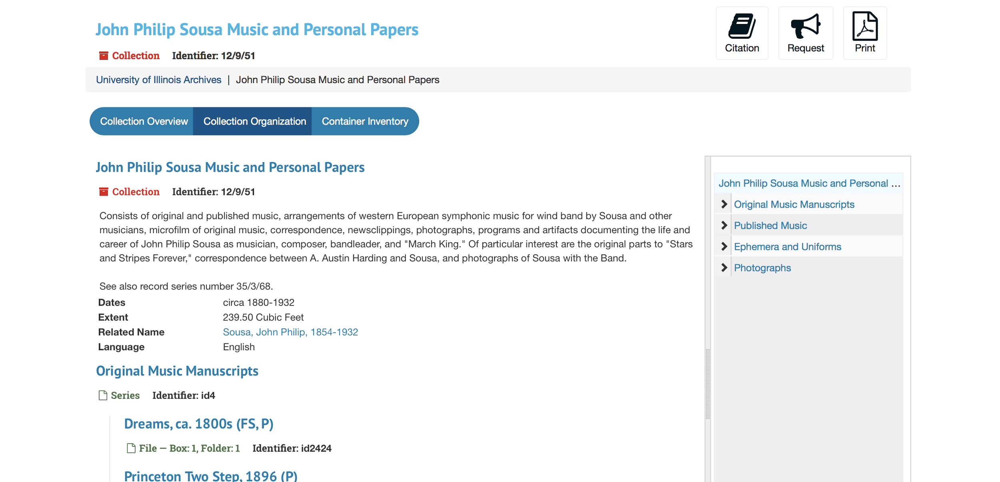 John Philip Sousa Music and Personal Papers
Collection Identifier: 12/9/51
Citation
Request
Print
University of Illinois Archives | John Philip Sousa Music and Personal Papers
Collection Overview
Collection Organization
Container Inventory
John Philip Sousa Music and Personal Papers
Collection Identifier: 12/9/51
Consists of original and published music, arrangements of western European symphonic music for wind band by Sousa and other
musicians, microfilm of original music, correspondence, newsclippings, photographs, programs and artifacts documenting the life and
career of John Philip Sousa as musician, composer, bandleader, and "March King." Of particular interest are the original parts to "Stars
and Stripes Forever," correspondence between A. Austin Harding and Sousa, and photographs of Sousa with the Band.
See also record series number 35/3/68.
Dates circa 1880-1932
Extent 239.50 Cubic Feet
Related Name Sousa, John Philip, 1854-1932
Language English
Original Music Manuscripts
Series Identifier: id4
Dreams, ca. 1800s (FS, P)
File — Box: 1, Folder: 1 Identifier: id2424
Princeton Two Step, 1896 (P)
John Philip Sousa Music and Personal ...
Original Music Manuscripts
Published Music
Ephemera and Uniforms
Photographs